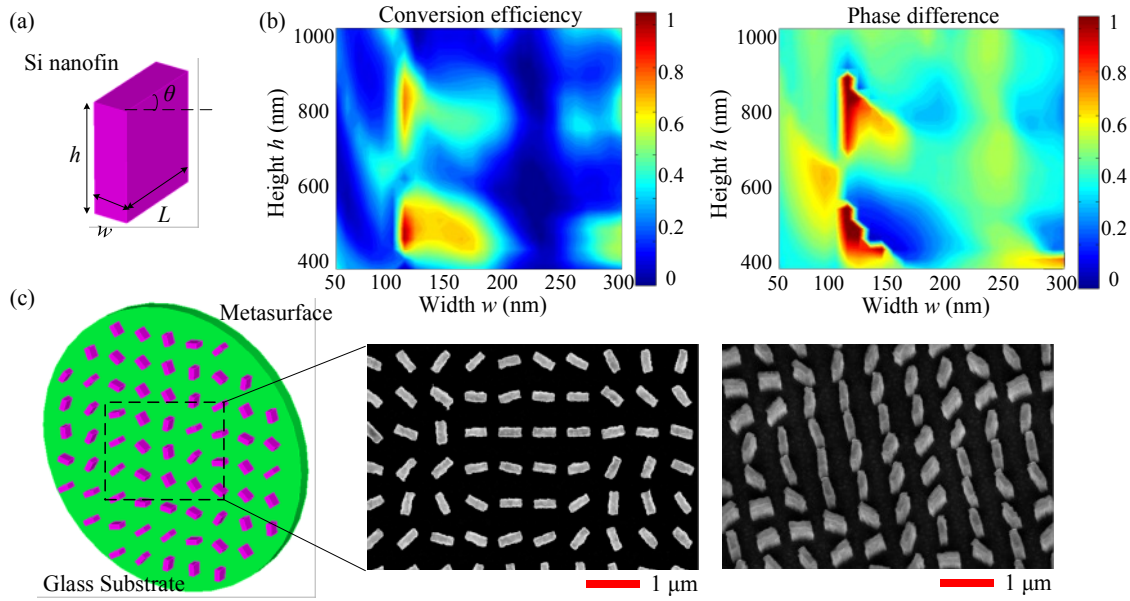 (a)
Si nanofin
θ
h
L
w
(b)
Conversion efficiency
1000
800
600
400
Height h (nm)
50 100 150 200 250 300
Width w (nm)
1
0.8
0.6
0.4
0.2
0
Phase difference
1000
800
600
400
Height h (nm)
50 100 150 200 250 300
Width w (nm)
1
0.8
0.6
0.4
0.2
0
(c)
Metasurface
Glass Substrate
1 μm
1 μm